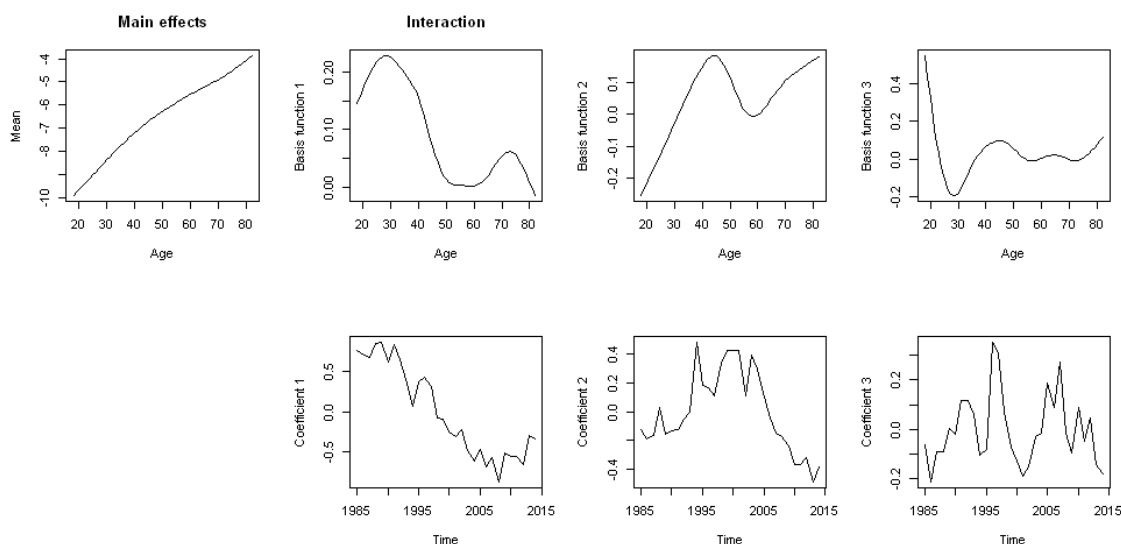 Main effects
Interaction
Mean
-10 -9 -8 -7 -6 -5 -4
20 30 40 50 60 70 80
Age
Basis function 1
0.00 0.10 0.20
20 30 40 50 60 70 80
Age
Basis function 2
-0.2 -0.1 0.0 0.1
20 30 40 50 60 70 80
Age
Basis function 3
-0.2 0.0 0.2 0.4
20 30 40 50 60 70 80
Age
Coefficient 1
-0.5 0.0 0.5
1985 1995 2005 2015
Time
Coefficient 2
-0.4 0.0 0.2 0.4
1985 1995 2005 2015
Time
Coefficient 3
-0.2 0.0 0.2
1985 1995 2005 2015
Time